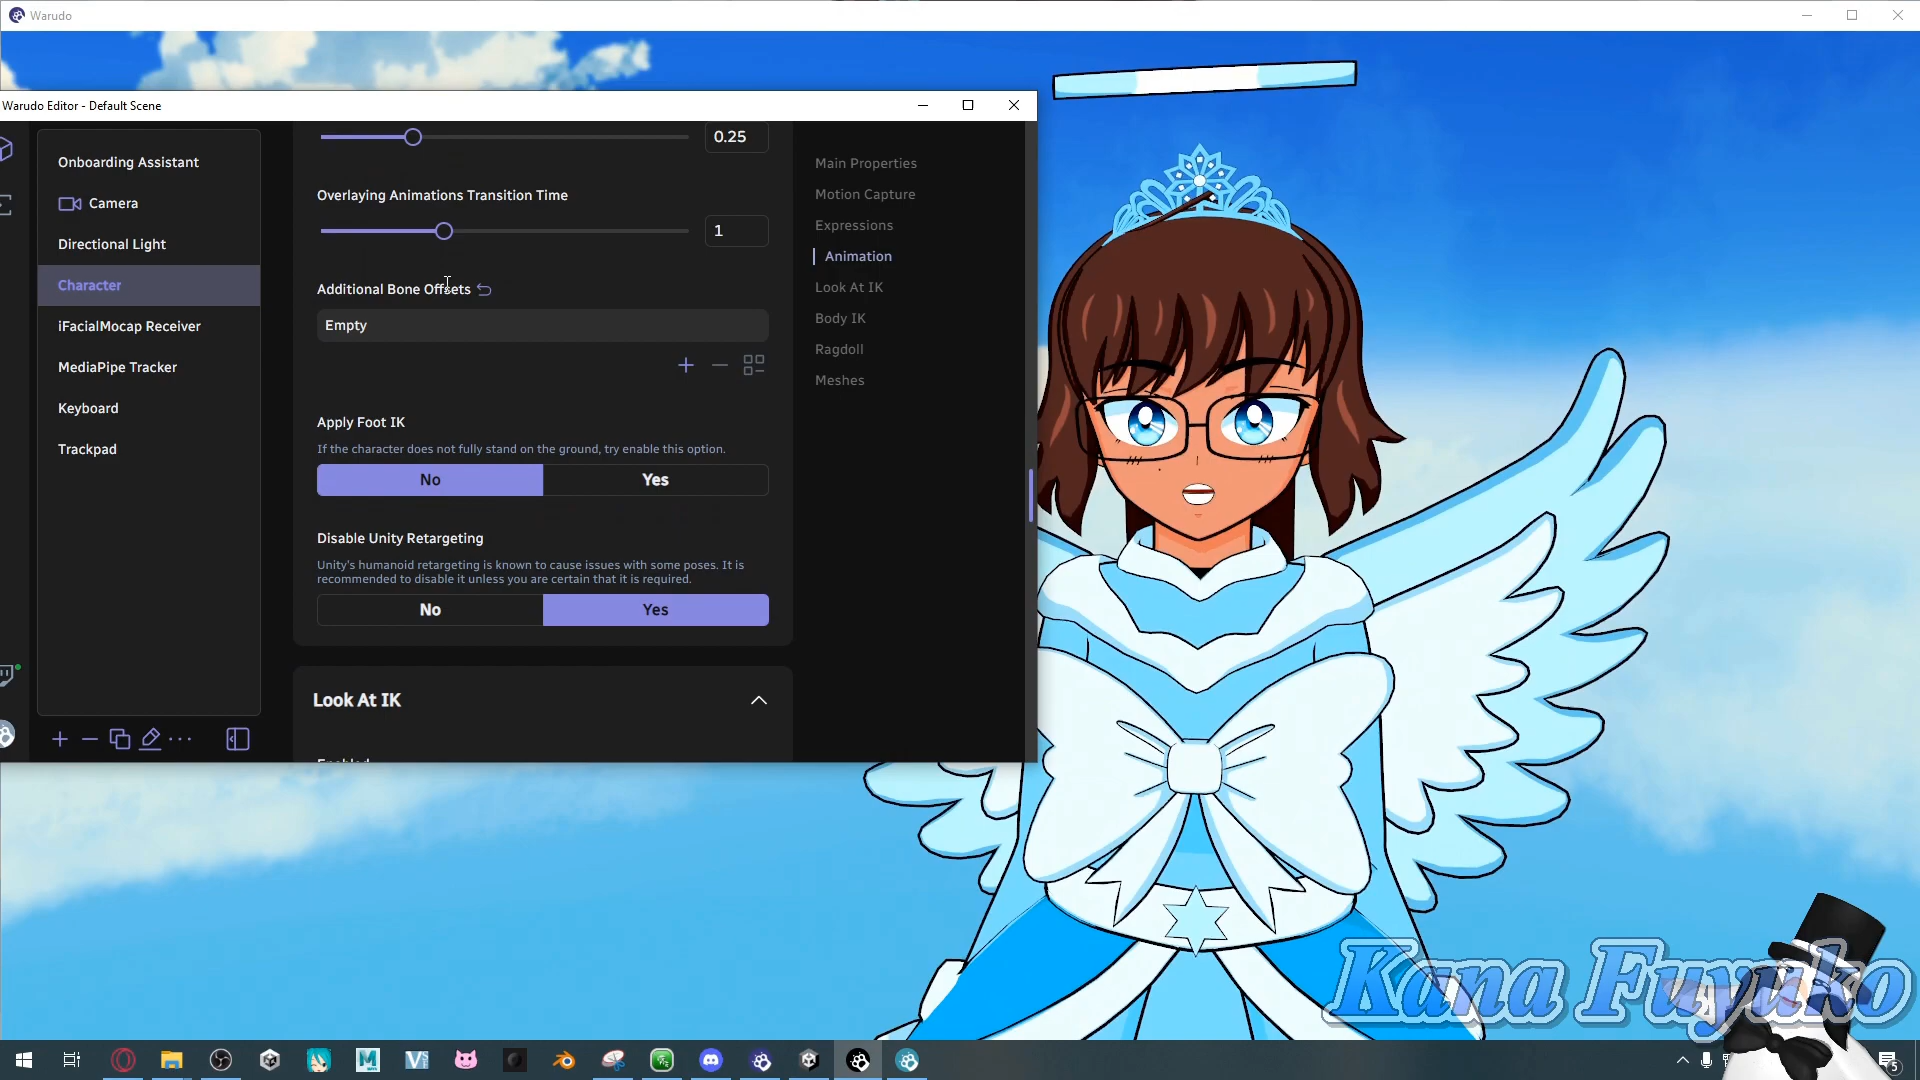 Warudo
Warudo Editor - Default Scene
Onboarding Assistant
Camera
Directional Light
Character
iFacialMocap Receiver
MediaPipe Tracker
Keyboard
Trackpad
0.25
Overlaying Animations Transition Time
1
Additional Bone Offsets
Empty
Apply Foot IK
If the character does not fully stand on the ground, try enable this option.
No
Yes
Disable Unity Retargeting
Unity's humanoid retargeting is known to cause issues with some poses. It is
recommended to disable it unless you are certain that it is required.
No
Yes
Look At IK
Main Properties
Motion Capture
Expressions
Animation
Look At IK
Body IK
Ragdoll
Meshes
Kana Fuyuko
5